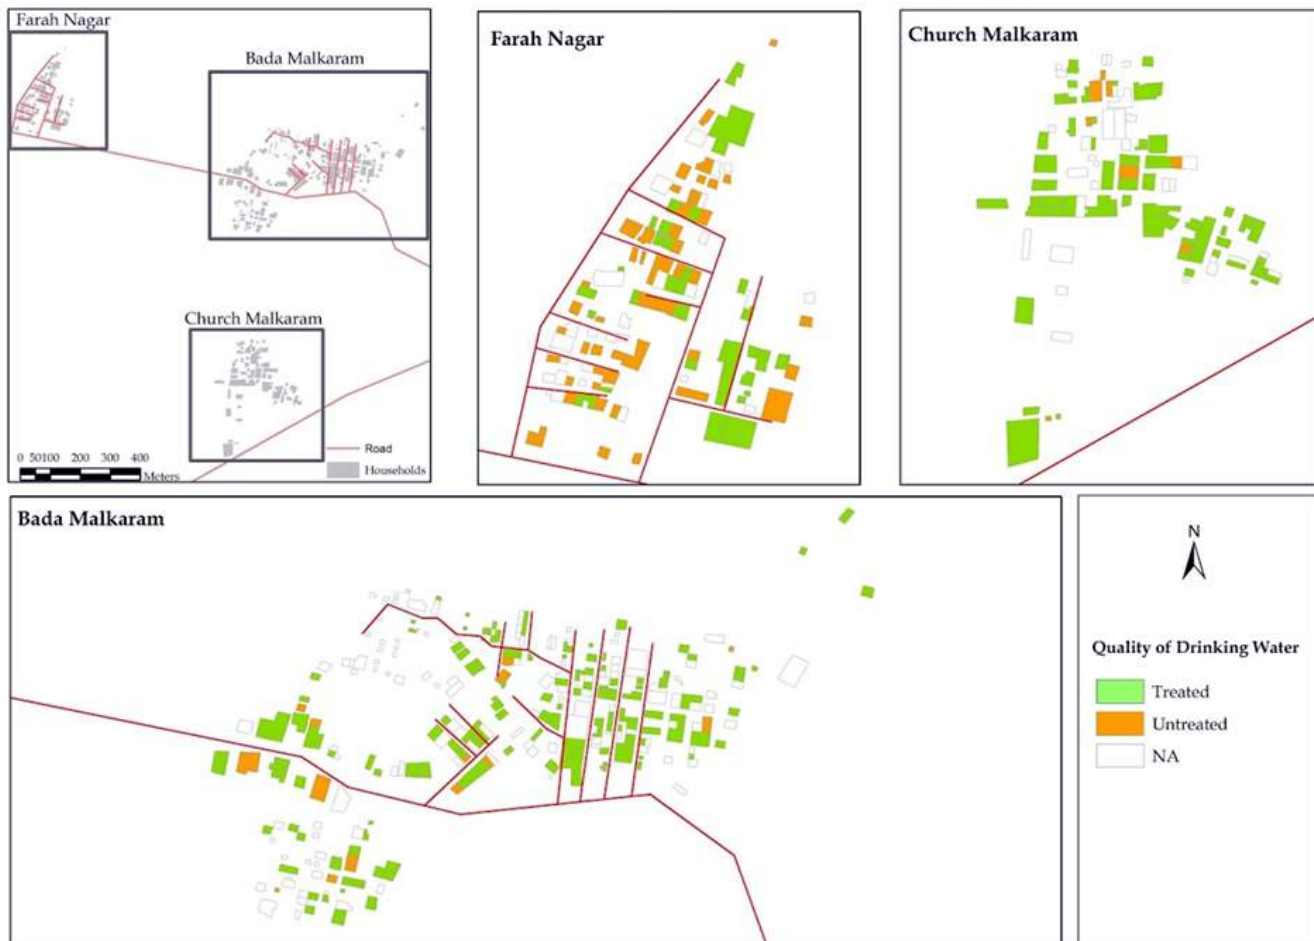 Farah Nagar
Bada Malkaram
Church Malkaram
0 50100 200 300 400
Meters
Road
Households
Farah Nagar
Church Malkaram
Bada Malkaram
N
Quality of Drinking Water
Treated
Untreated
NA